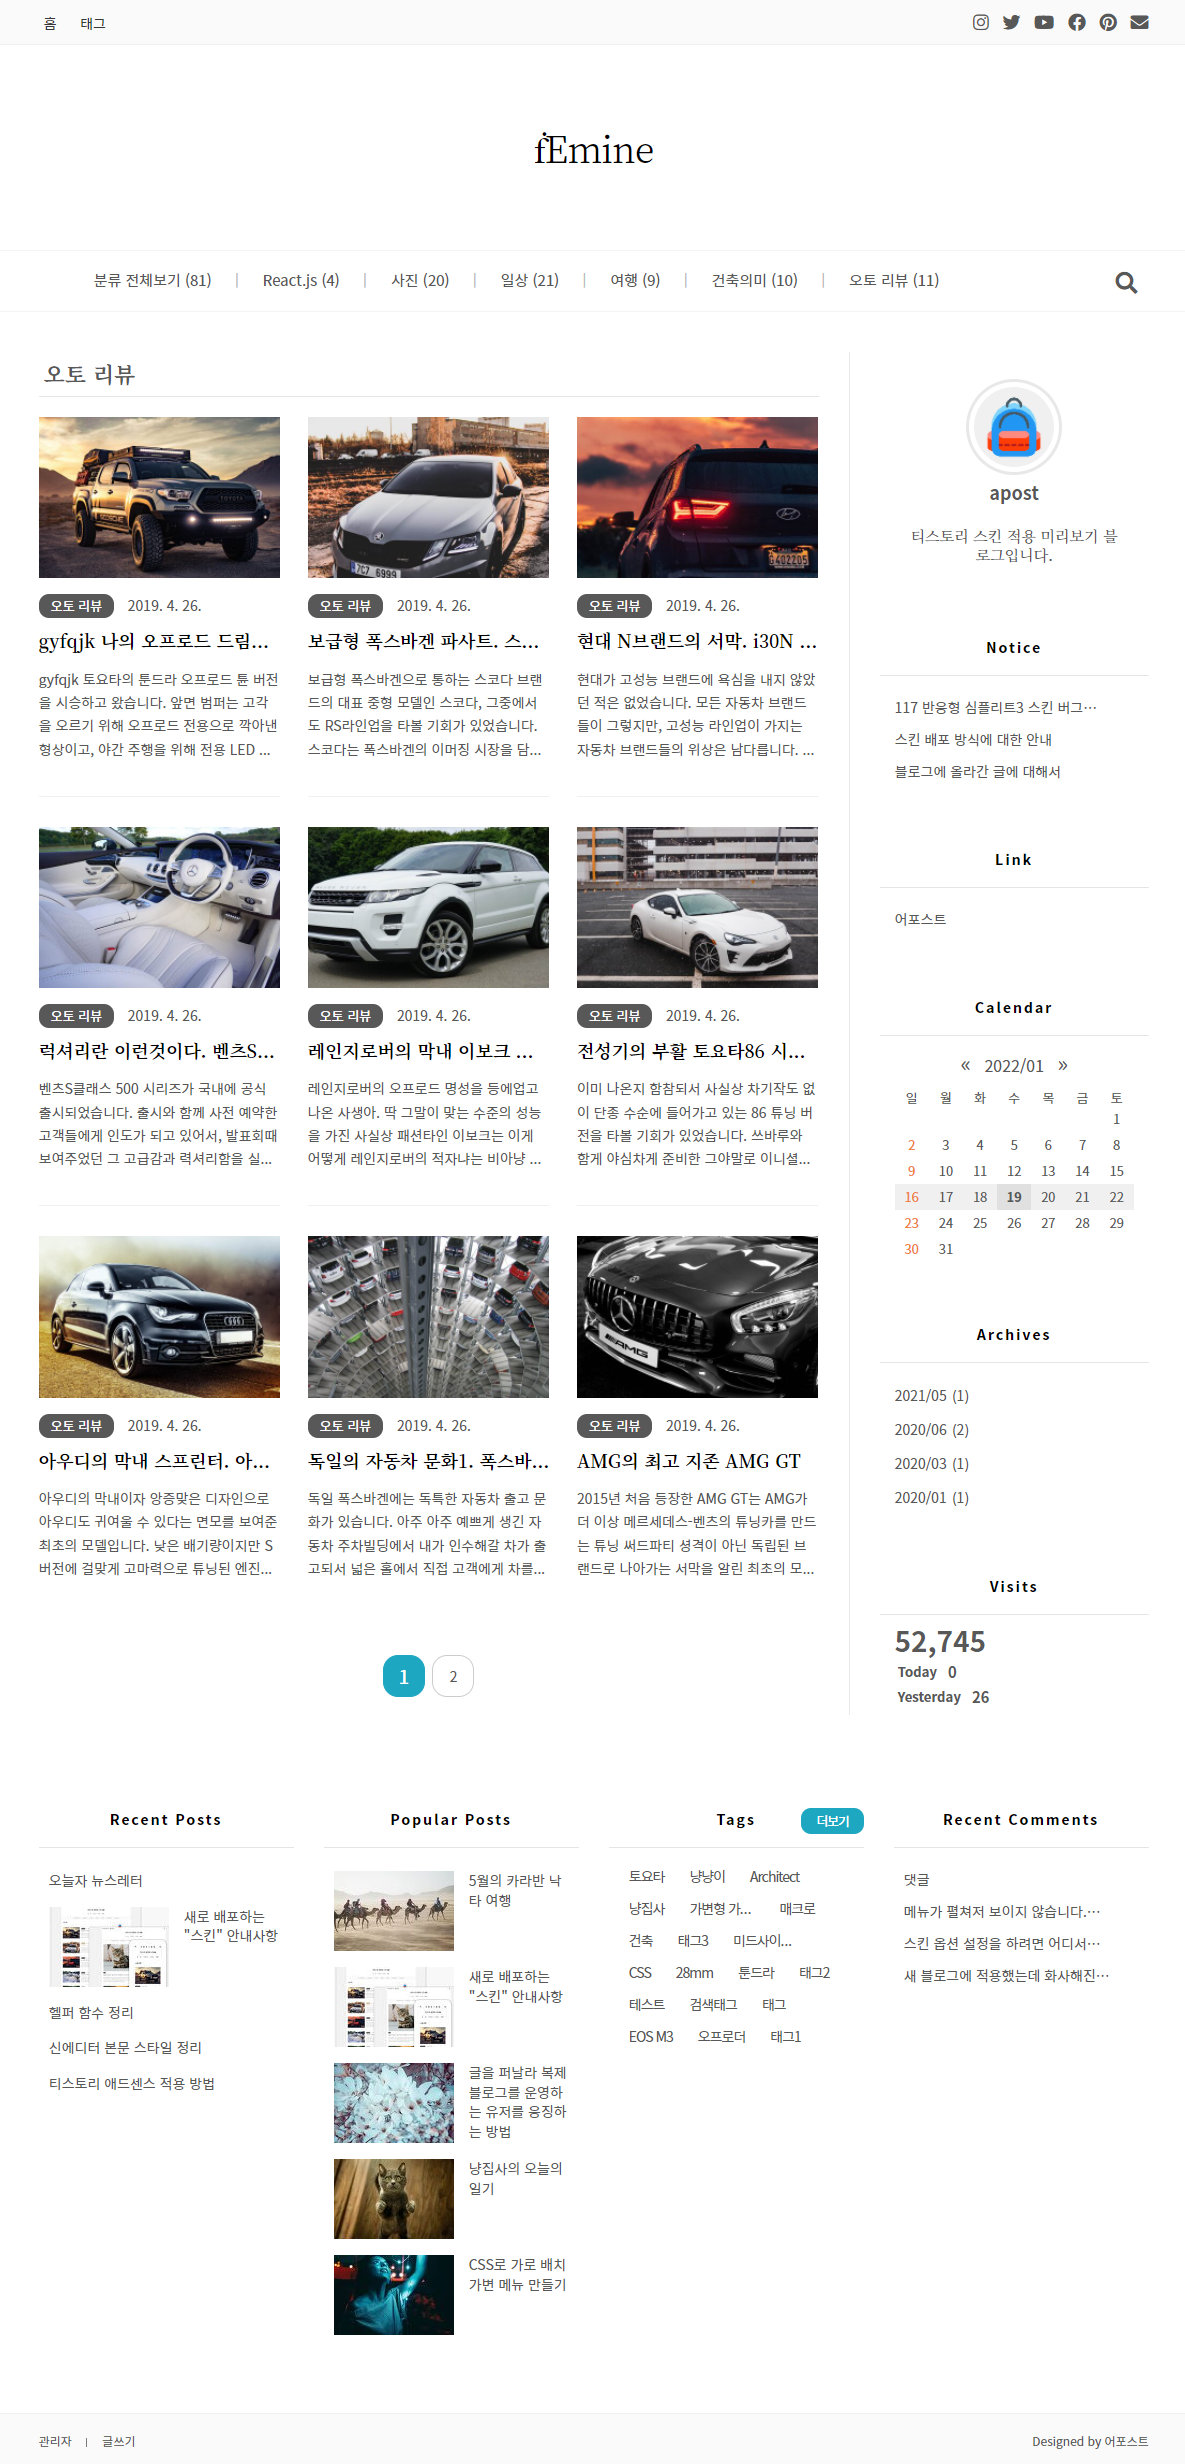 홈 태그
fEmine
분류 전체보기 (81) | React.js (4) | 사진 (20) | 일상 (21) | 여행 (9) | 건축의미 (10) | 오토 리뷰 (11)
오토 리뷰
오토 리뷰 2019. 4. 26.
gyfqjk 나의 오프로드 드림...
gyfqjk 토요타의 툰드라 오프로드 튠 버전
을 시승하고 왔습니다. 앞면 범퍼는 고각
을 오르기 위해 오프로드 전용으로 깍아낸
형상이고, 야간 주행을 위해 전용 LED ...
오토 리뷰 2019. 4. 26.
보급형 폭스바겐 파사트. 스...
보급형 폭스바겐으로 통하는 스코다 브랜
드의 대표 중형 모델인 스코다, 그중에서
도 RS라인업을 타볼 기회가 있었습니다.
스코다는 폭스바겐의 이머징 시장을 담...
오토 리뷰 2019. 4. 26.
현대 N브랜드의 서막. i30N ...
현대가 고성능 브랜드에 욕심을 내지 않았
던 적은 없었습니다. 모든 자동차 브랜드
들이 그렇지만, 고성능 라인업이 가지는
자동차 브랜드들의 위상은 남다릅니다. ...
오토 리뷰 2019. 4. 26.
럭셔리란 이런것이다. 벤츠S...
벤츠S클래스 500 시리즈가 국내에 공식
출시되었습니다. 출시와 함께 사전 예약한
고객들에게 인도가 되고 있어서, 발표회때
보여주었던 그 고급감과 력셔리함을 실...
오토 리뷰 2019. 4. 26.
레인지로버의 막내 이보크 ...
레인지로버의 오프로드 명성을 등에업고
나온 사생아. 딱 그말이 맞는 수준의 성능
을 가진 사실상 패션타인 이보크는 이게
어떻게 레인지로버의 적자냐는 비아냥 ...
오토 리뷰 2019. 4. 26.
전성기의 부활 토요타86 시...
이미 나온지 함참되서 사실상 차기작도 없
이 단종 수순에 들어가고 있는 86 튜닝 버
전을 타볼 기회가 있었습니다. 쓰바루와
함게 야심차게 준비한 그야말로 이니셜...
오토 리뷰 2019. 4. 26.
아우디의 막내 스프린터. 아...
아우디의 막내이자 앙증맞은 디자인으로
아우도 귀여울 수 있다는 면모를 보여준
최초의 모델입니다. 낮은 배기량이지만 S
버전에 걸맞게 고마력으로 튜닝된 엔진...
오토 리뷰 2019. 4. 26.
독일의 자동차 문화1. 폭스바...
독일 폭스바겐에는 독특한 자동차 출고 문
화가 있습니다. 아주 아주 예쁘게 생긴 자
동차 주차빌딩에서 내가 인수해갈 차가 출
고되서 넓은 홀에서 직접 고객에게 차를...
오토 리뷰 2019. 4. 26.
AMG의 최고 지존 AMG GT
2015년 처음 등장한 AMG GT는 AMG가
더 이상 메르세데스-벤츠의 튜닝카를 만드
는 튜닝 써드파티 성격이 아닌 독립된 브
랜드로 나아가는 서막을 알린 최초의 모...
1 2
apost
티스토리 스킨 적용 미리보기 블
로그입니다.
Notice
117 반응형 심플리트3 스킨 버그…
스킨 배포 방식에 대한 안내
블로그에 올라간 글에 대해서
Link
어포스트
Calendar
« 2022/01 »
일 월 화 수 목 금 토
1
2 3 4 5 6 7 8
9 10 11 12 13 14 15
16 17 18 19 20 21 22
23 24 25 26 27 28 29
30 31
Archives
2021/05 (1)
2020/06 (2)
2020/03 (1)
2020/01 (1)
Visits
52,745
Today 0
Yesterday 26
Recent Posts
오늘자 뉴스레터
새로 배포하는
"스킨" 안내사항
헬퍼 함수 정리
신에디터 본문 스타일 정리
티스토리 애드센스 적용 방법
Popular Posts
5월의 카라반 낙
타 여행
새로 배포하는
"스킨" 안내사항
글을 퍼날라 복제
블로그를 운영하
는 유저를 응징하
는 방법
냥집사의 오늘의
일기
CSS로 가로 배치
가변 메뉴 만들기
Tags 더보기
토요타 냥냥이 Architect
냥집사 가변형 가... 매크로
건축 태그3 미드사이...
CSS 28mm 툰드라 태그2
테스트 검색태그 태그
EOS M3 오프로더 태그1
Recent Comments
댓글
메뉴가 펼쳐저 보이지 않습니다.…
스킨 옵션 설정을 하려면 어디서…
새 블로그에 적용했는데 화사해진…
관리자 | 글쓰기
Designed by 어포스트